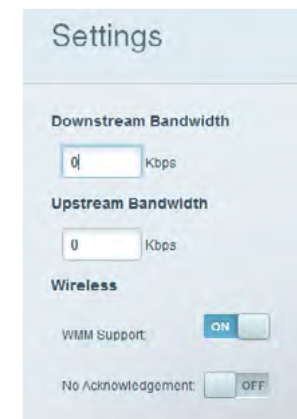 Settings
Downstream Bandwidth
0 Kbps
Upstream Bandwidth
0 Kbps
Wireless
WMM Support: ON
No Acknowledgement: OFF